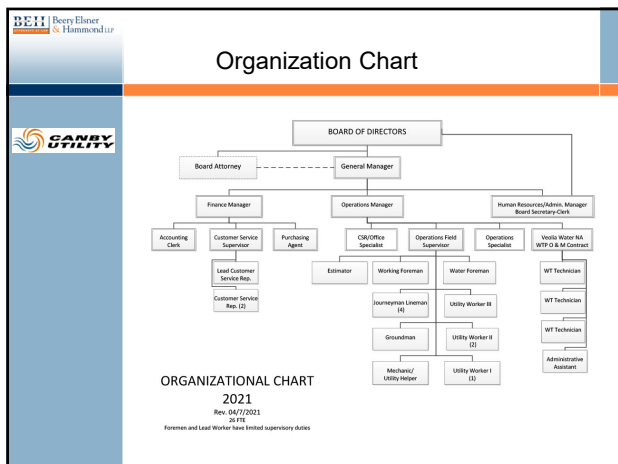 BEH Beery Elsner
& Hammond LLP
ATTORNEYS AT LAW
Organization Chart
CANBY
UTILITY
BOARD OF DIRECTORS
Board Attorney
General Manager
Finance Manager
Operations Manager
Human Resources/Admin. Manager
Board Secretary-Clerk
Accounting
Clerk
Customer Service
Supervisor
Purchasing
Agent
CSR/Office
Specialist
Operations Field
Supervisor
Operations
Specialist
Veolia Water NA
WTP O & M Contract
Lead Customer
Service Rep.
Estimator
Working Foreman
Water Foreman
WT Technician
Customer Service
Rep. (2)
Journeyman Lineman
(4)
Utility Worker III
WT Technician
Groundman
Utility Worker II
(2)
WT Technician
Mechanic/
Utility Helper
Utility Worker I
(1)
Administrative
Assistant
ORGANIZATIONAL CHART
2021
Rev. 04/7/2021
26 FTE
Foremen and Lead Worker have limited supervisory duties